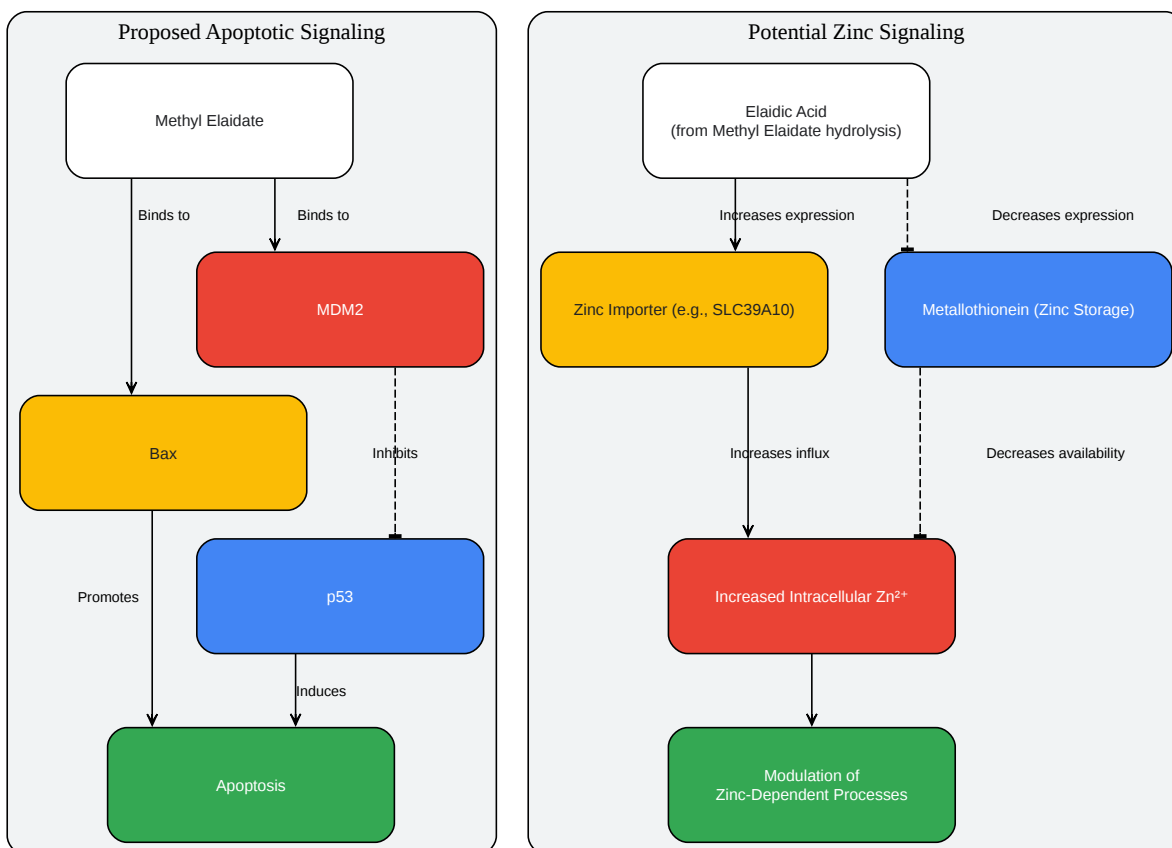 Proposed Apoptotic Signaling
Methyl Elaidate
Binds to
Binds to
MDM2
Bax
Inhibits
p53
Promotes
Induces
Apoptosis
Potential Zinc Signaling
Elaidic Acid
(from Methyl Elaidate hydrolysis)
Increases expression
Decreases expression
Zinc Importer (e.g., SLC39A10)
Metallothionein (Zinc Storage)
Increases influx
Decreases availability
Increased Intracellular Zn²⁺
Modulation of
Zinc-Dependent Processes